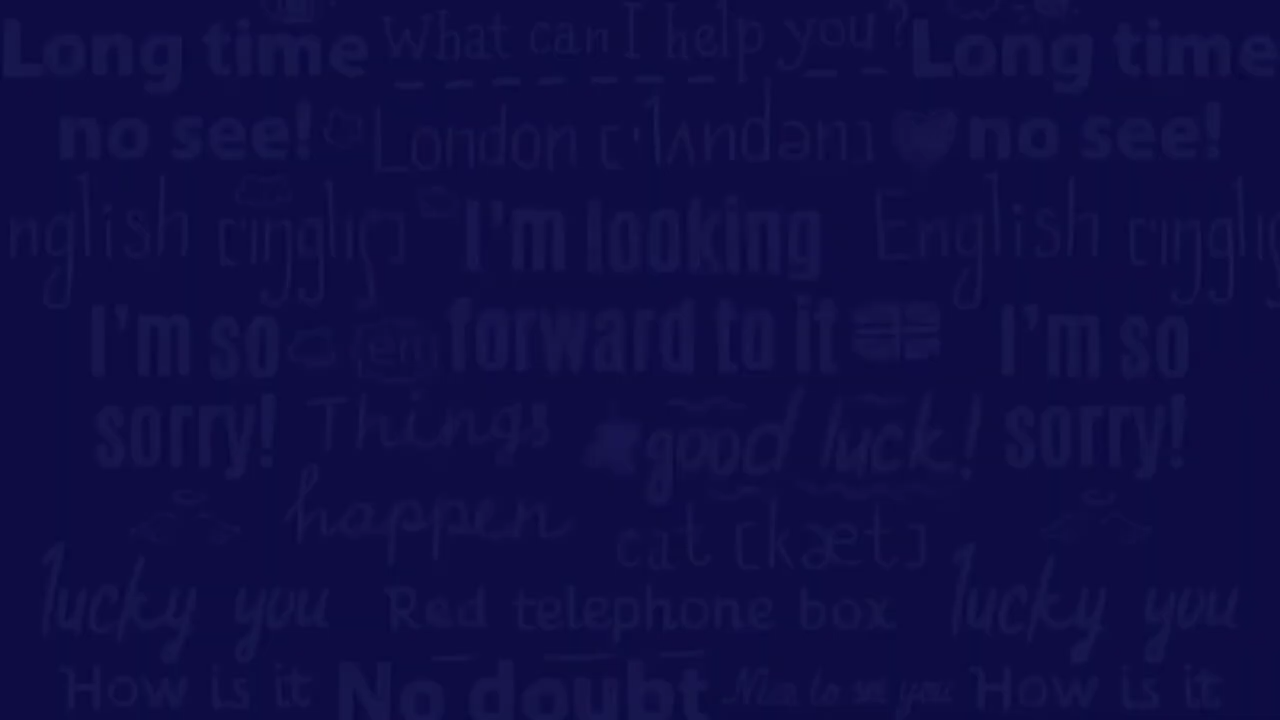 Long time What can I help you? Long time
no see! London ['lʌndən] no see!
nglish ['ɪŋglɪʃ] I'm looking English ['ɪŋglɪ
I'm so forward to it I'm so
sorry! Things good luck! sorry!
happen cat [kæt]
lucky you Red telephone box lucky you
How is it No doubt Nice to see you How is it